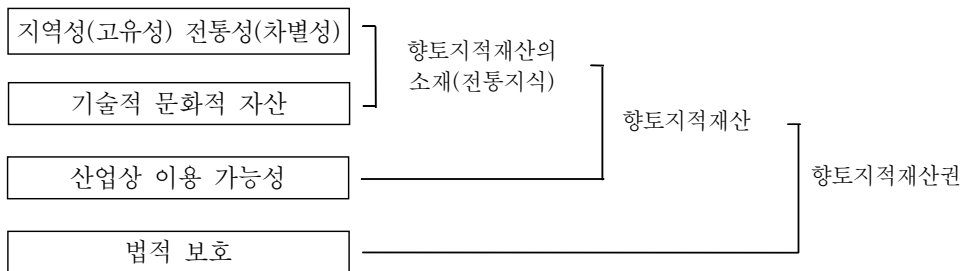 지역성(고유성) 전통성(차별성)
향토지적재산의
소재(전통지식)
기술적 문화적 자산
향토지적재산
산업상 이용 가능성
향토지적재산권
법적 보호